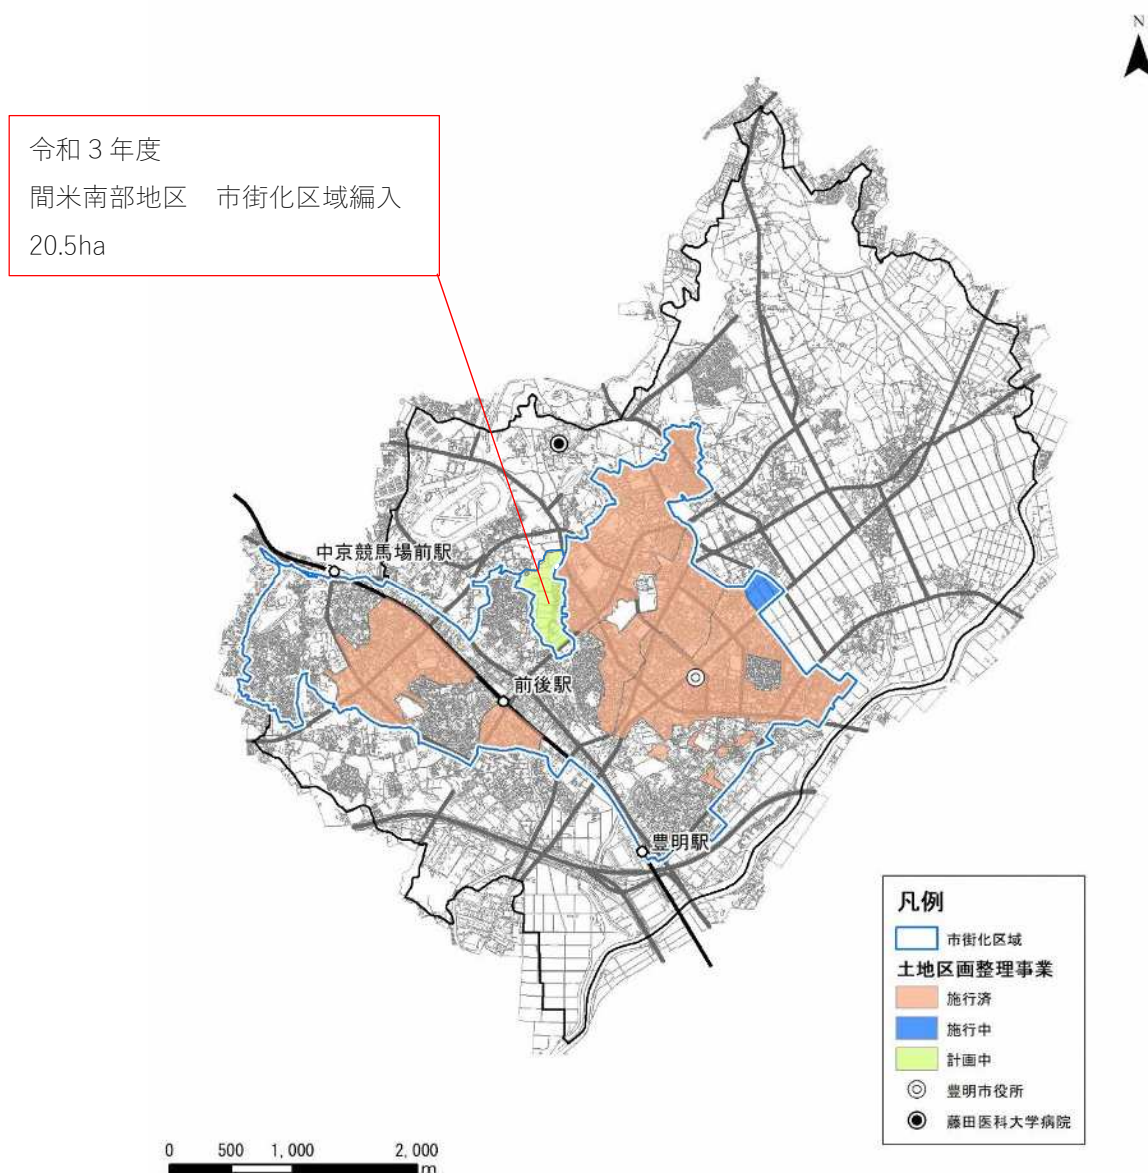 N
令和３年度
間米南部地区　市街化区域編入
20.5ha
中京競馬場前駅
前後駅
豊明駅
凡例
市街化区域
土地区画整理事業
施行済
施行中
計画中
豊明市役所
藤田医科大学病院
0 500 1,000 2,000
m